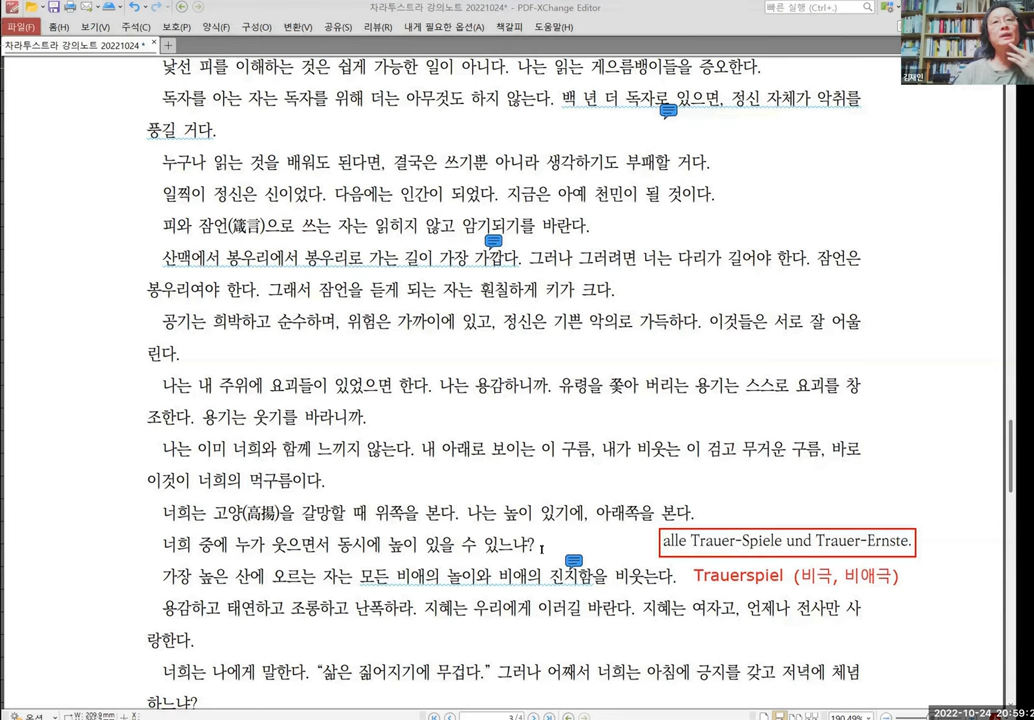 차라투스트라 강의노트 20221024* - PDF-XChange Editor
빠른 실행 (Ctrl+.)
파일(F) 홈(H) 보기(V) 주석(C) 보호(P) 양식(F) 구성(O) 변환(V) 공유(S) 리뷰(R) 내게 필요한 옵션(A) 책갈피 도움말(H)
차라투스트라 강의노트 20221024 *
김재인
낯선 피를 이해하는 것은 쉽게 가능한 일이 아니다. 나는 읽는 게으름뱅이들을 증오한다.
독자를 아는 자는 독자를 위해 더는 아무것도 하지 않는다. 백 년 더 독자로 있으면, 정신 자체가 악취를
풍길 거다.
누구나 읽는 것을 배워도 된다면, 결국은 쓰기뿐 아니라 생각하기도 부패할 거다.
일찍이 정신은 신이었다. 다음에는 인간이 되었다. 지금은 아예 천민이 될 것이다.
피와 잠언(箴言)으로 쓰는 자는 읽히지 않고 암기되기를 바란다.
산맥에서 봉우리에서 봉우리로 가는 길이 가장 가깝다. 그러나 그러려면 너는 다리가 길어야 한다. 잠언은
봉우리여야 한다. 그래서 잠언을 듣게 되는 자는 훤칠하게 키가 크다.
공기는 희박하고 순수하며, 위험은 가까이에 있고, 정신은 기쁜 악의로 가득하다. 이것들은 서로 잘 어울
린다.
나는 내 주위에 요괴들이 있었으면 한다. 나는 용감하니까. 유령을 쫓아 버리는 용기는 스스로 요괴를 창
조한다. 용기는 웃기를 바라니까.
나는 이미 너희와 함께 느끼지 않는다. 내 아래로 보이는 이 구름, 내가 비웃는 이 검고 무거운 구름, 바로
이것이 너희의 먹구름이다.
너희는 고양(高揚)을 갈망할 때 위쪽을 본다. 나는 높이 있기에, 아래쪽을 본다.
너희 중에 누가 웃으면서 동시에 높이 있을 수 있느냐?
alle Trauer-Spiele und Trauer-Ernste.
가장 높은 산에 오르는 자는 모든 비애의 놀이와 비애의 진지함을 비웃는다. Trauerspiel (비극, 비애극)
용감하고 태연하고 조롱하고 난폭하라. 지혜는 우리에게 이러길 바란다. 지혜는 여자고, 언제나 전사만 사
랑한다.
너희는 나에게 말한다. “삶은 짊어지기에 무겁다.” 그러나 어째서 너희는 아침에 긍지를 갖고 저녁에 체념
하느냐?
옵션 W: 209.9mm X: 3/4 190.49%
2022-10-24 20:59:2